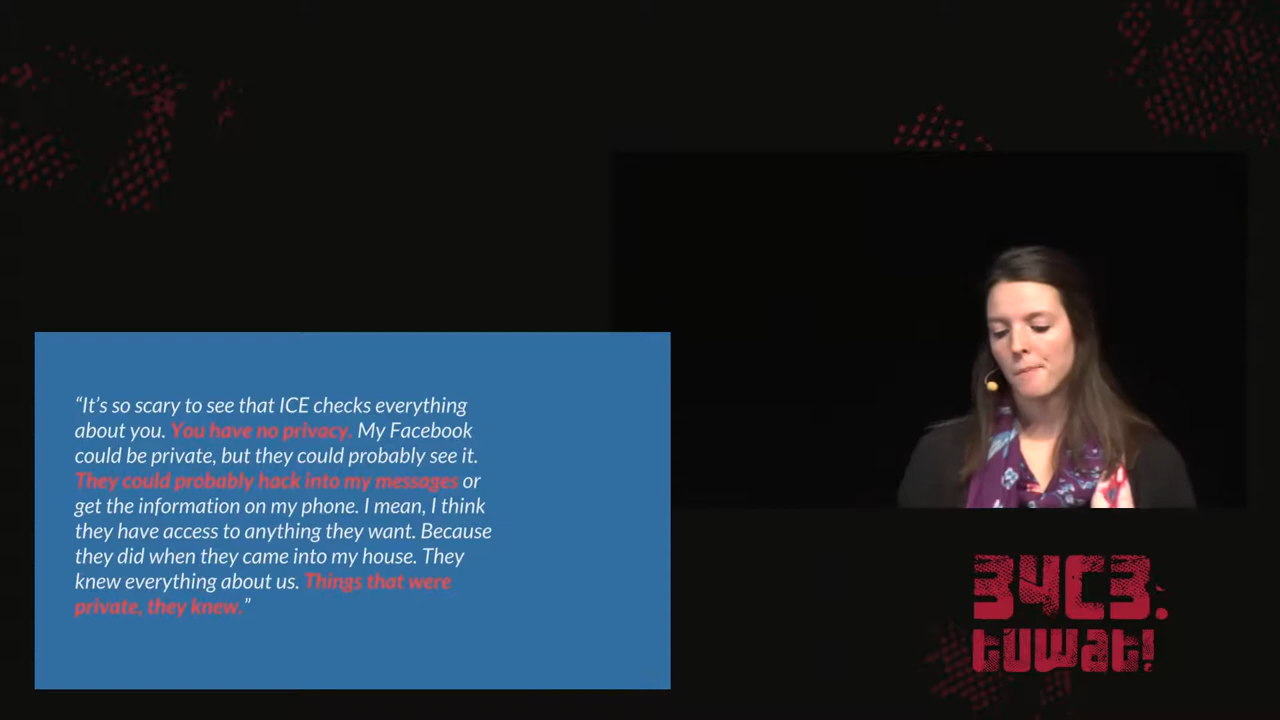 “It’s so scary to see that ICE checks everything
about you. You have no privacy. My Facebook
could be private, but they could probably see it.
They could probably hack into my messages or
get the information on my phone. I mean, I think
they have access to anything they want. Because
they did when they came into my house. They
knew everything about us. Things that were
private, they knew.”
34C3.
tuwat!